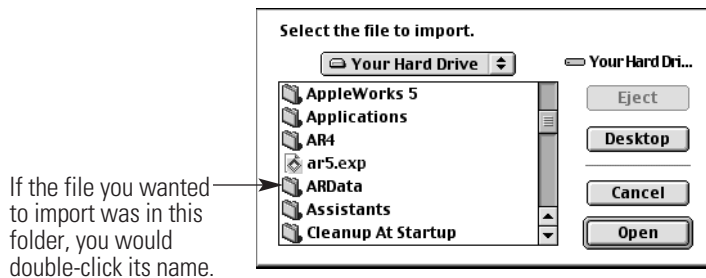 Select the file to import.
Your Hard Drive
Your Hard Dri...
AppleWorks 5
Applications
AR4
ar5.exp
ARData
Assistants
Cleanup At Startup
Eject
Desktop
Cancel
Open
If the file you wanted
to import was in this
folder, you would
double-click its name.